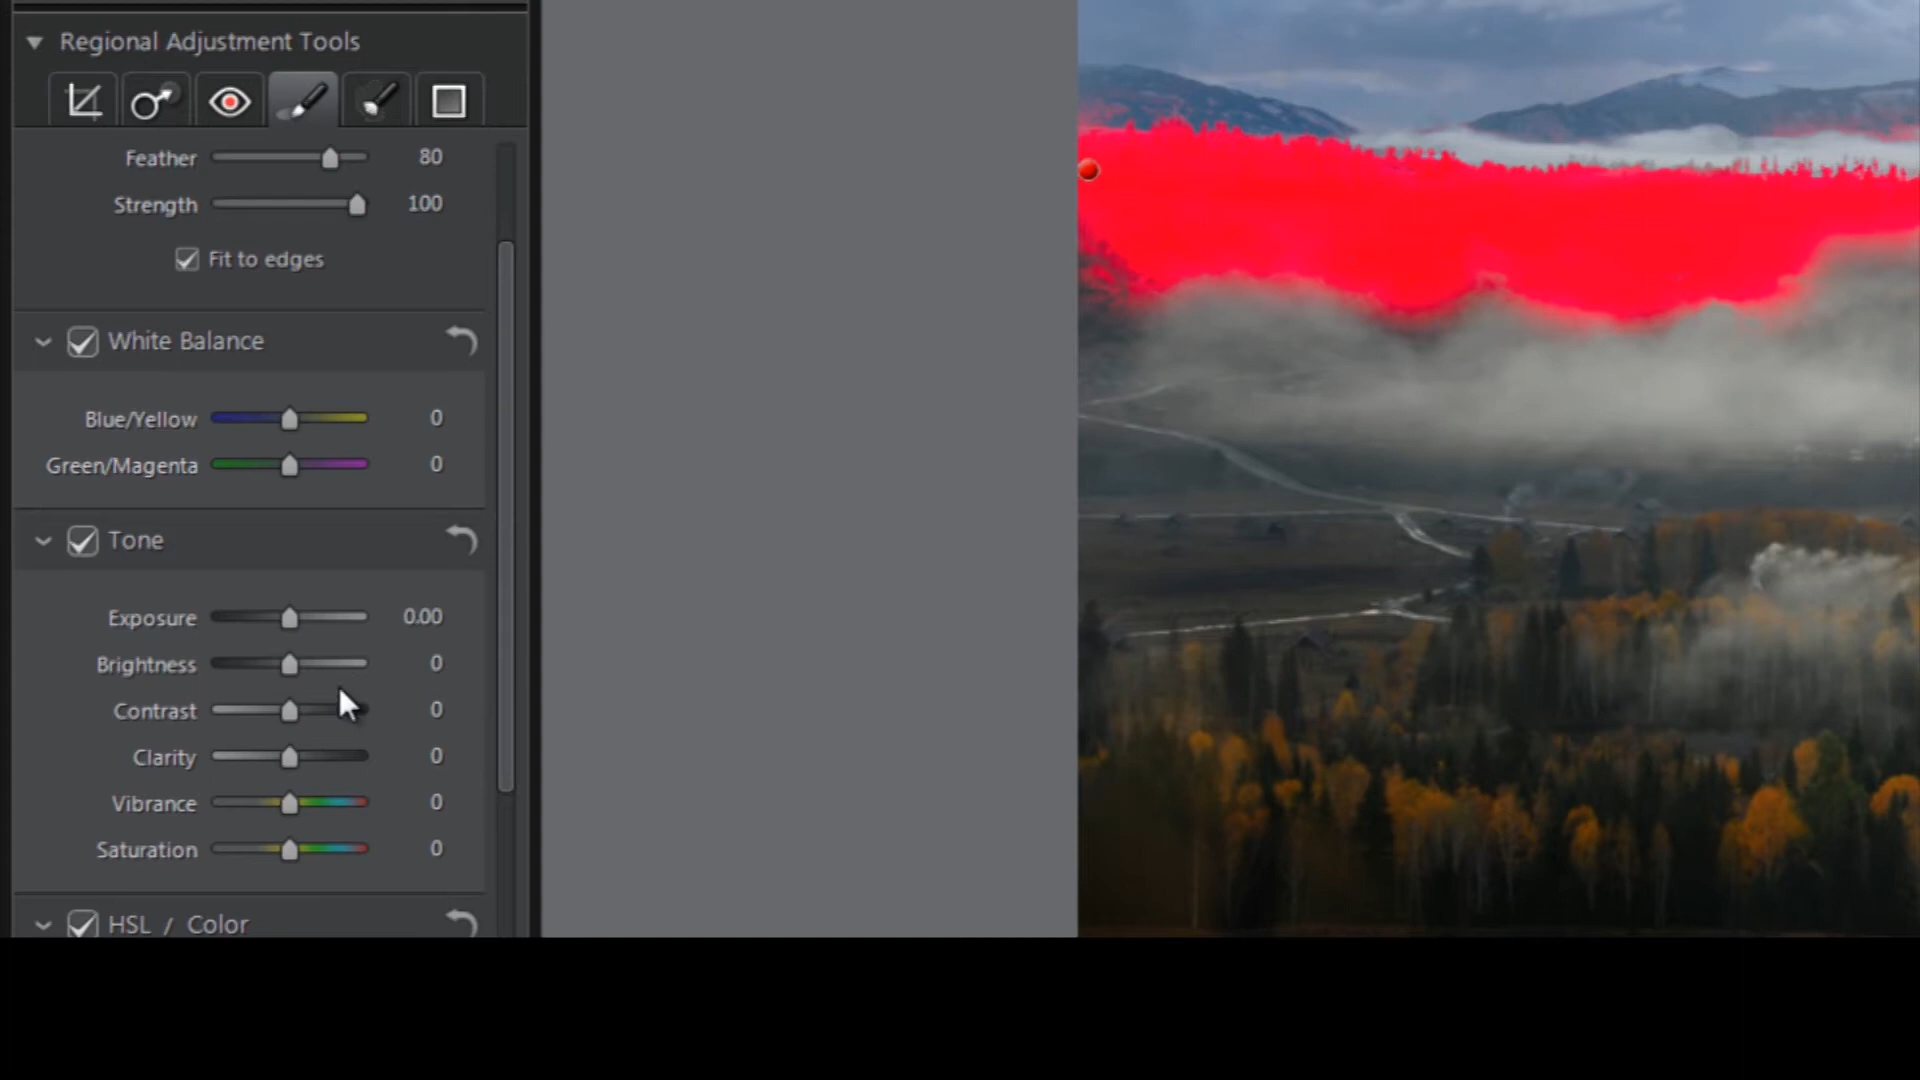 Regional Adjustment Tools
Feather 80
Strength 100
Fit to edges
White Balance
Blue/Yellow 0
Green/Magenta 0
Tone
Exposure 0.00
Brightness 0
Contrast 0
Clarity 0
Vibrance 0
Saturation 0
HSL / Color